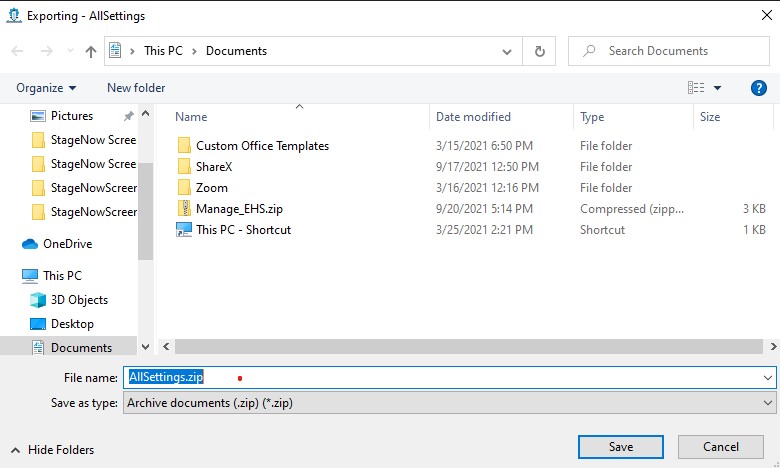 Exporting - AllSettings
This PC > Documents
Search Documents
Organize New folder
Name Date modified Type Size
Pictures
StageNow Scree
StageNow Scree
StageNowScreer
StageNowScreer
OneDrive
This PC
3D Objects
Desktop
Documents
Custom Office Templates 3/15/2021 6:50 PM File folder
ShareX 9/17/2021 12:50 PM File folder
Zoom 3/16/2021 12:16 PM File folder
Manage_EHS.zip 9/20/2021 5:14 PM Compressed (zipp... 3 KB
This PC - Shortcut 3/25/2021 2:21 PM Shortcut 1 KB
File name: AllSettings.zip
Save as type: Archive documents (.zip) (*.zip)
Hide Folders
Save Cancel